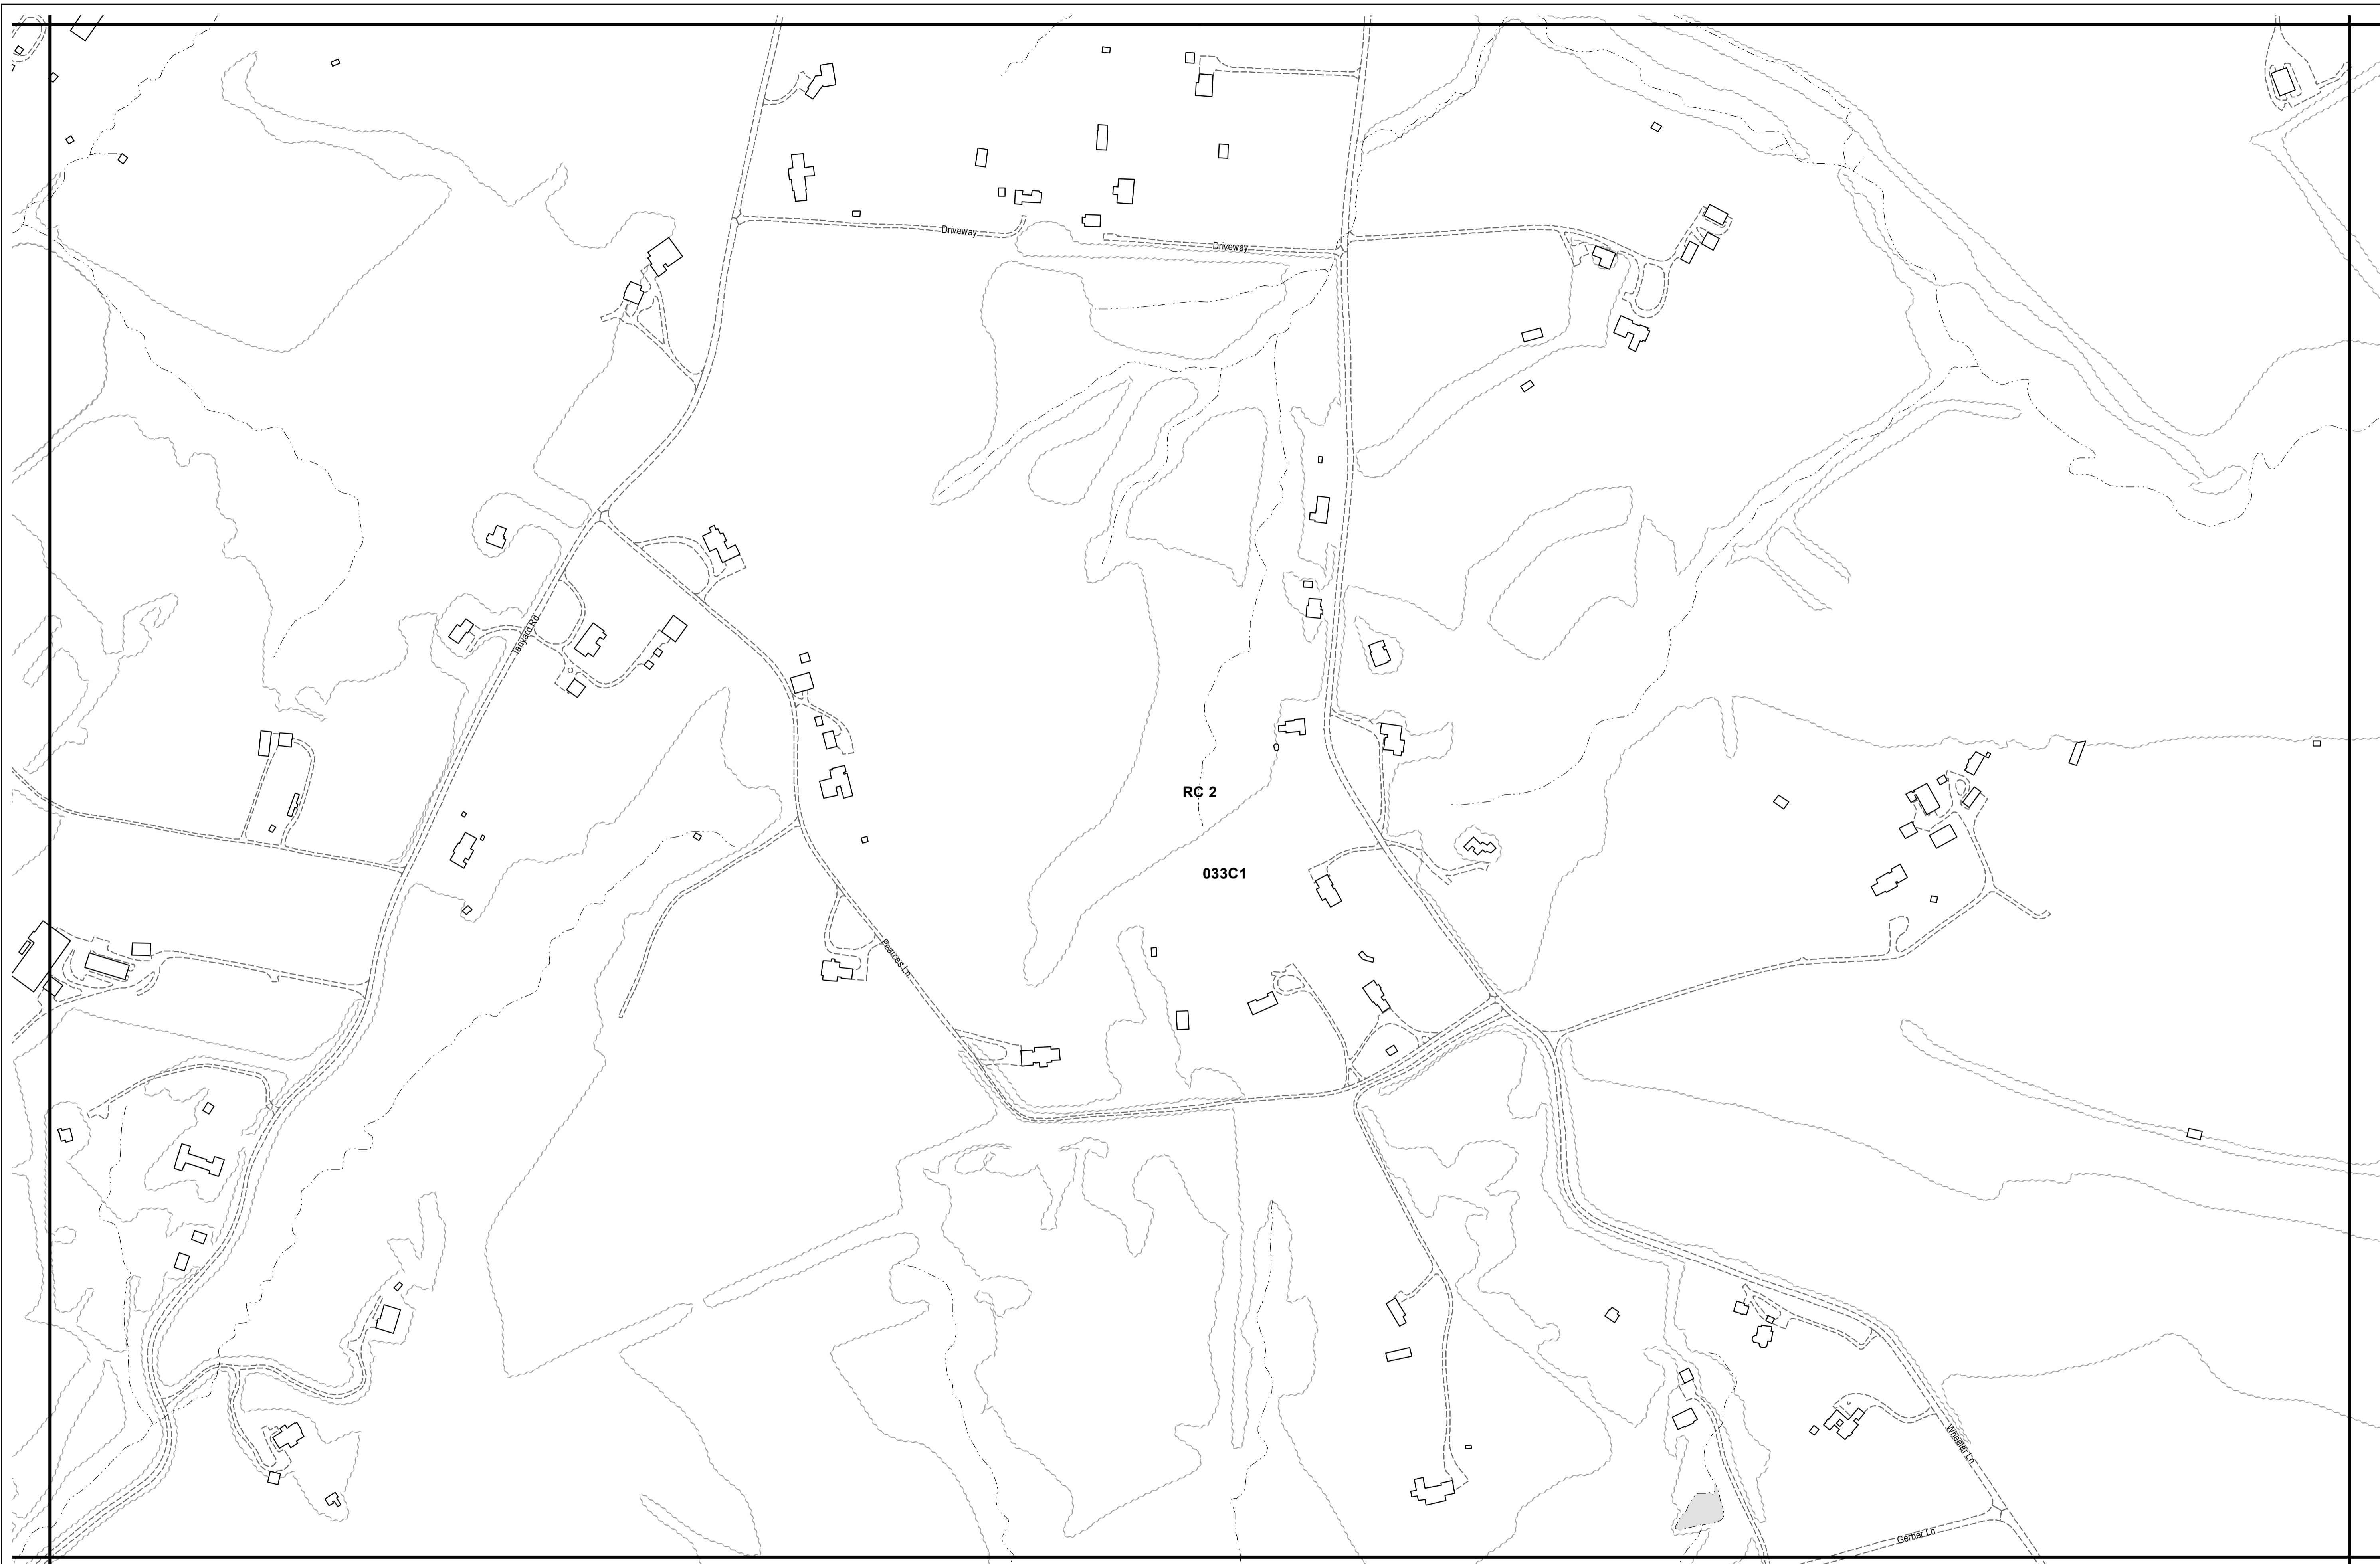 Driveway
Driveway
Tanyard Rd
RC 2
033C1
Pearces Ln
Wheeler Ln
Gerber Ln